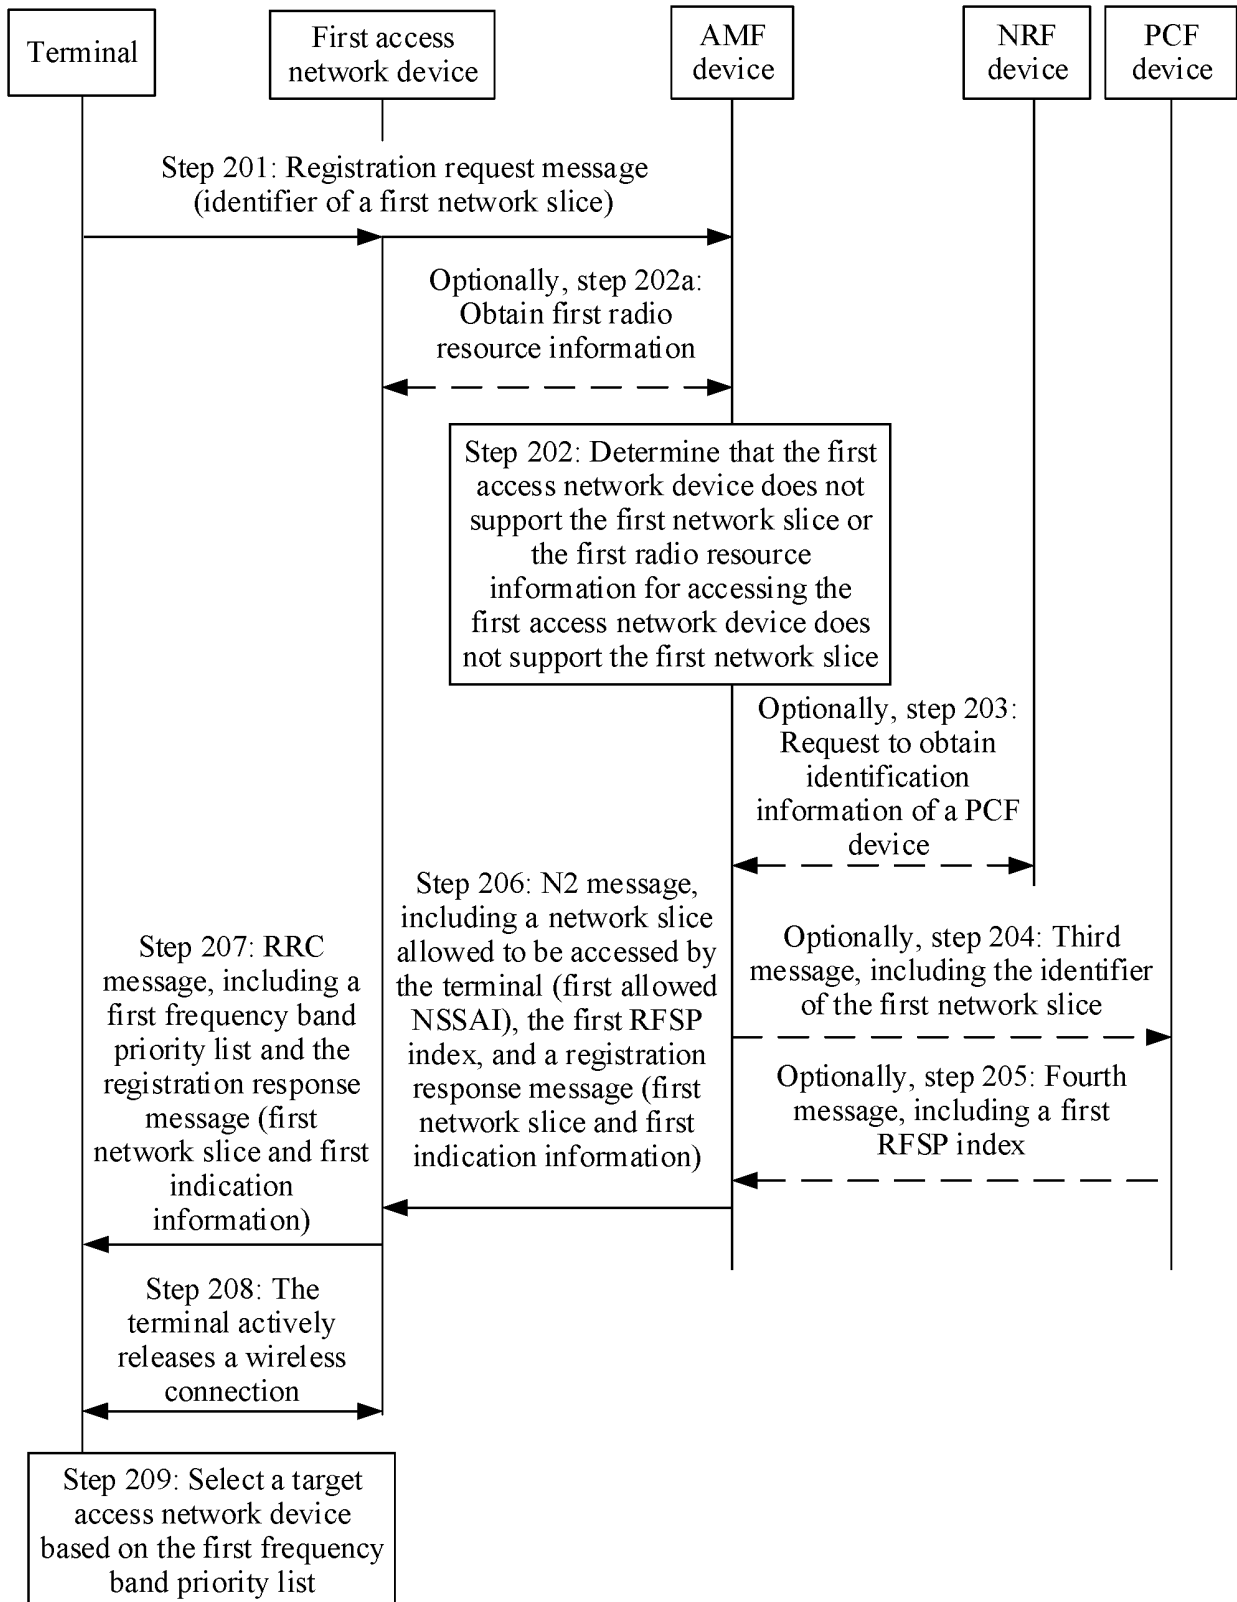 Terminal
First access
network device
AMF
device
NRF
device
PCF
device
Step 201: Registration request message
(identifier of a first network slice)
Optionally, step 202a:
Obtain first radio
resource information
Step 202: Determine that the first
access network device does not
support the first network slice or
the first radio resource
information for accessing the
first access network device does
not support the first network slice
Optionally, step 203:
Request to obtain
identification
information of a PCF
device
Optionally, step 204: Third
message, including the identifier
of the first network slice
Optionally, step 205: Fourth
message, including a first
RFSP index
Step 206: N2 message,
including a network slice
allowed to be accessed by
the terminal (first allowed
NSSAI), the first RFSP
index, and a registration
response message (first
network slice and first
indication information)
Step 207: RRC
message, including a
first frequency band
priority list and the
registration response
message (first
network slice and first
indication
information)
Step 208: The
terminal actively
releases a wireless
connection
Step 209: Select a target
access network device
based on the first frequency
band priority list